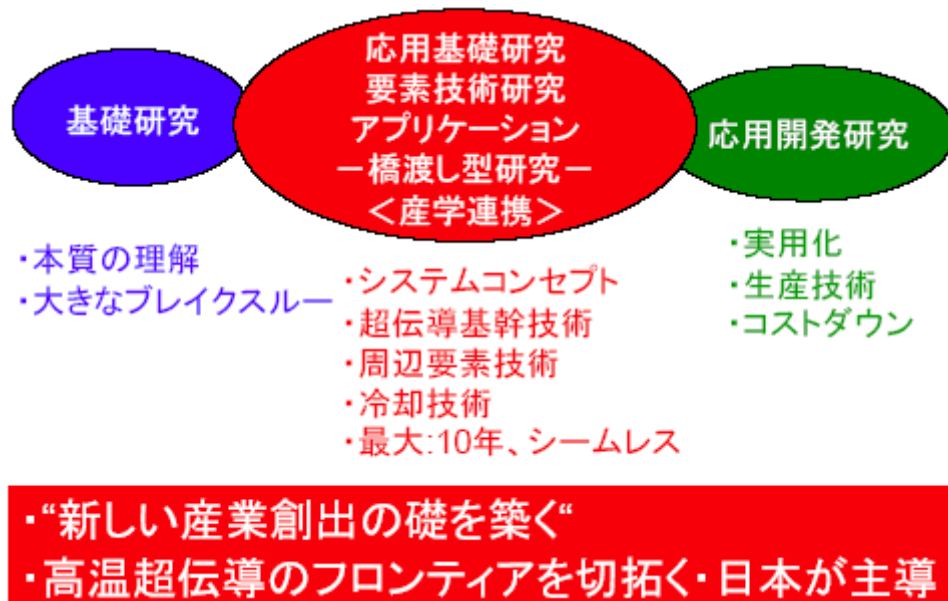 基礎研究
応用基礎研究
要素技術研究
アプリケーション
ー橋渡し型研究ー
＜産学連携＞
応用開発研究
・本質の理解
・大きなブレイクスルー
・システムコンセプト
・超伝導基幹技術
・周辺要素技術
・冷却技術
・最大:10年、シームレス
・実用化
・生産技術
・コストダウン
・“新しい産業創出の礎を築く“
・高温超伝導のフロンティアを切拓く・日本が主導